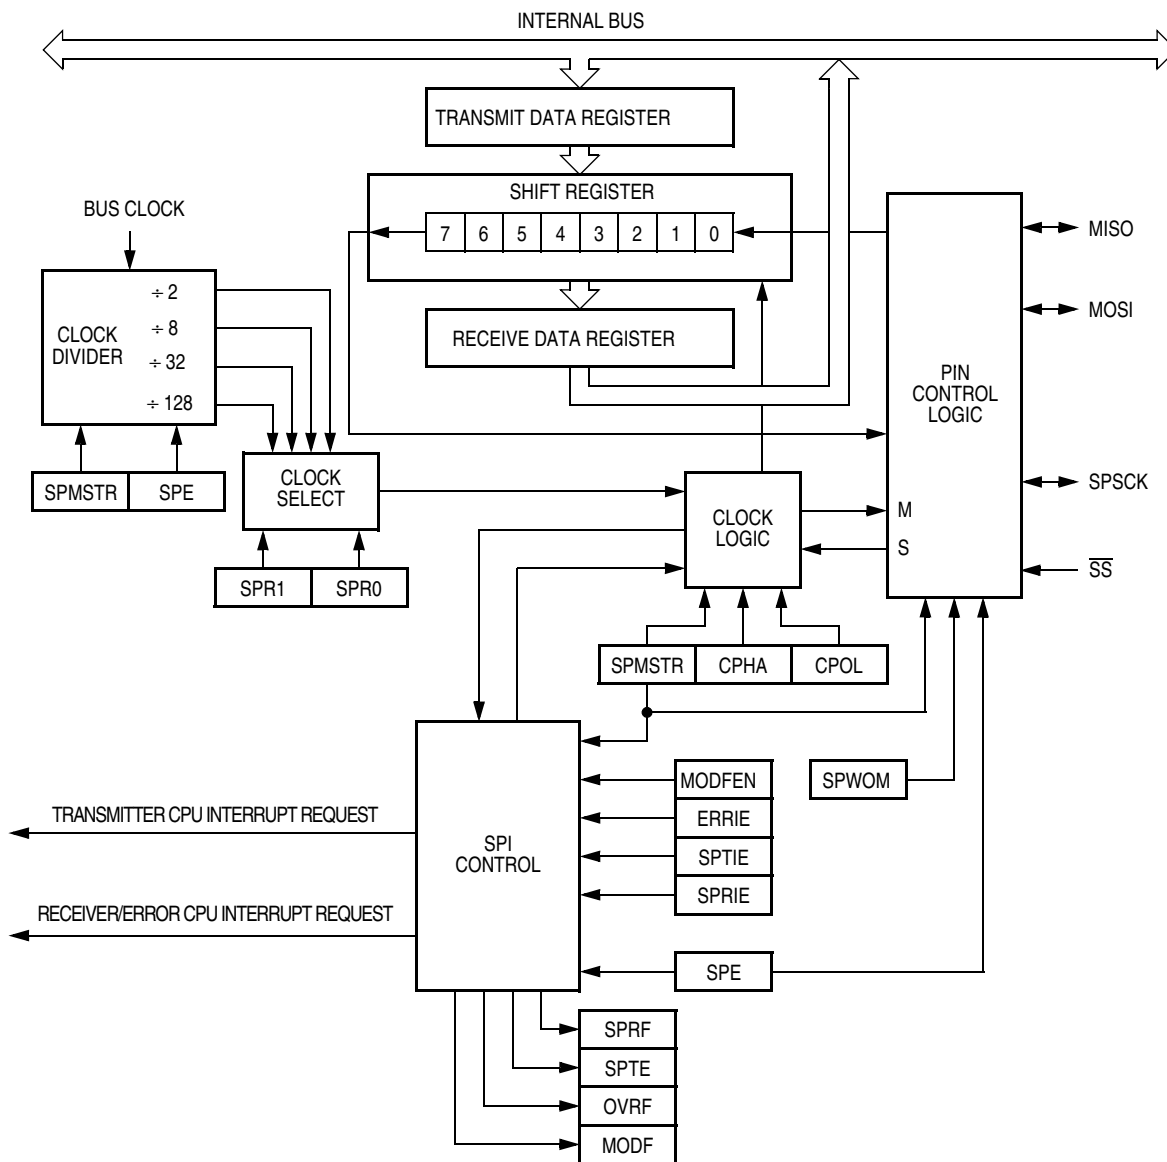 INTERNAL BUS
TRANSMIT DATA REGISTER
SHIFT REGISTER
7 6 5 4 3 2 1 0
RECEIVE DATA REGISTER
BUS CLOCK
CLOCK
DIVIDER
÷ 2
÷ 8
÷ 32
÷ 128
SPMSTR SPE
CLOCK
SELECT
SPR1 SPR0
CLOCK
LOGIC
PIN
CONTROL
LOGIC
M
S
MISO
MOSI
SPSCK
S̅S̅
SPMSTR CPHA CPOL
MODFEN
ERRIE
SPTIE
SPRIE
SPWOM
SPE
SPI
CONTROL
TRANSMITTER CPU INTERRUPT REQUEST
RECEIVER/ERROR CPU INTERRUPT REQUEST
SPRF
SPTE
OVRF
MODF